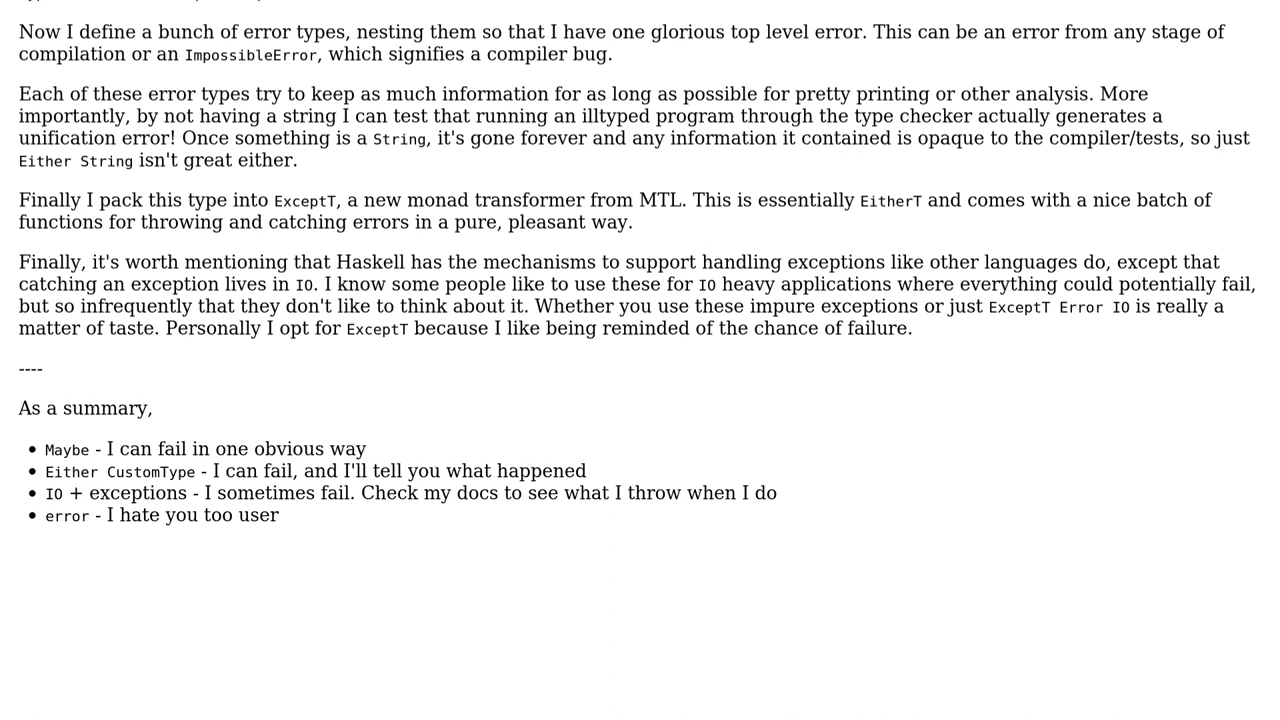 Now I define a bunch of error types, nesting them so that I have one glorious top level error. This can be an error from any stage of
compilation or an ImpossibleError, which signifies a compiler bug.
Each of these error types try to keep as much information for as long as possible for pretty printing or other analysis. More
importantly, by not having a string I can test that running an illtyped program through the type checker actually generates a
unification error! Once something is a String, it's gone forever and any information it contained is opaque to the compiler/tests, so just
Either String isn't great either.
Finally I pack this type into ExceptT, a new monad transformer from MTL. This is essentially EitherT and comes with a nice batch of
functions for throwing and catching errors in a pure, pleasant way.
Finally, it's worth mentioning that Haskell has the mechanisms to support handling exceptions like other languages do, except that
catching an exception lives in IO. I know some people like to use these for IO heavy applications where everything could potentially fail,
but so infrequently that they don't like to think about it. Whether you use these impure exceptions or just ExceptT Error IO is really a
matter of taste. Personally I opt for ExceptT because I like being reminded of the chance of failure.
----
As a summary,
• Maybe - I can fail in one obvious way
• Either CustomType - I can fail, and I'll tell you what happened
• IO + exceptions - I sometimes fail. Check my docs to see what I throw when I do
• error - I hate you too user